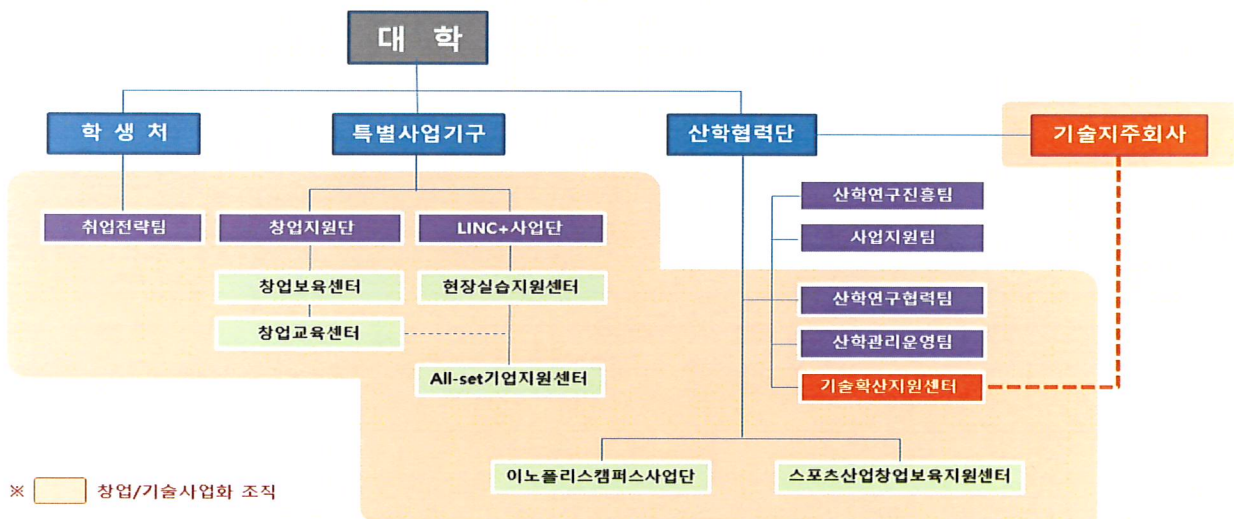 대 학
학 생 처
특별사업기구
산학협력단
기술지주회사
취업전략팀
창업지원단
LINC+사업단
창업보육센터
현장실습지원센터
창업교육센터
All-set기업지원센터
산학연구진흥팀
사업지원팀
산학연구협력팀
산학관리운영팀
기술확산지원센터
이노폴리스캠퍼스사업단
스포츠산업창업보육지원센터
※ 창업/기술사업화 조직